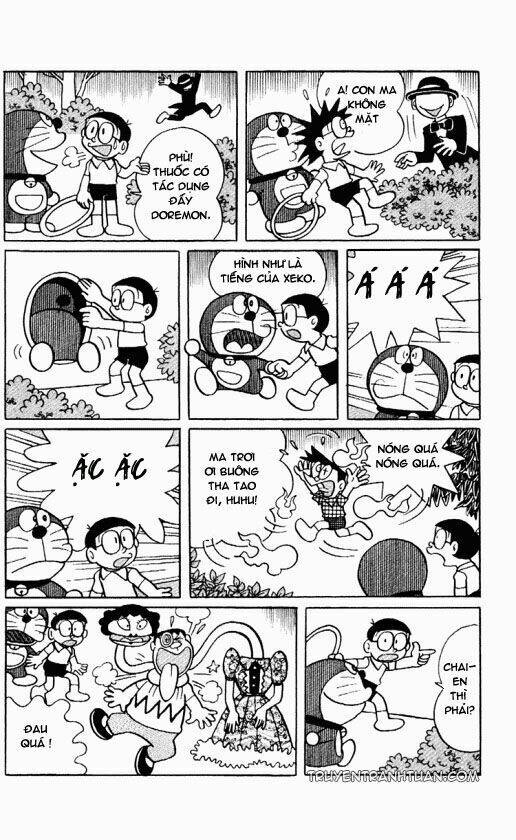 PHÙ!
THUỐC CÓ
TÁC DỤNG
ĐẤY
DOREMON.
A! CON MA
KHÔNG
MẶT
HÌNH NHƯ LÀ
TIẾNG CỦA XEKO.
Á Á Á
ẶC ẶC
MA TRƠI
ƠI BUÔNG
THA TAO
ĐI, HUHU!
NÓNG QUÁ
NÓNG QUÁ.
ĐAU
QUÁ !
CHAI-
EN THÌ
PHẢI?
TRUYENTRANHTUAN.COM